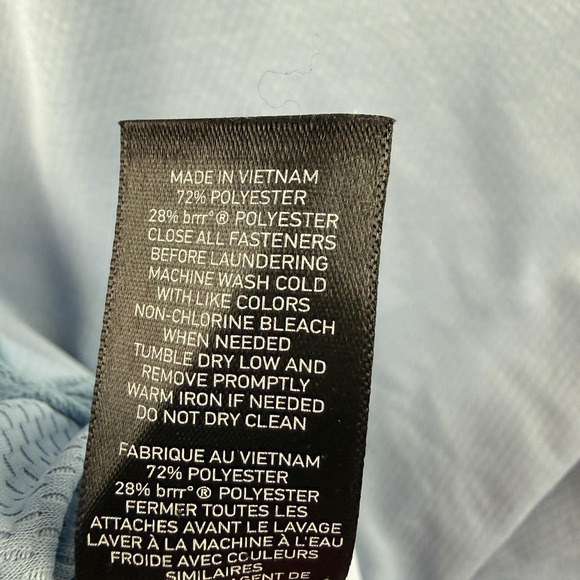 MADE IN VIETNAM
72% POLYESTER
28% brrr°® POLYESTER
CLOSE ALL FASTENERS
BEFORE LAUNDERING
MACHINE WASH COLD
WITH LIKE COLORS
NON-CHLORINE BLEACH
WHEN NEEDED
TUMBLE DRY LOW AND
REMOVE PROMPTLY
WARM IRON IF NEEDED
DO NOT DRY CLEAN
FABRIQUE AU VIETNAM
72% POLYESTER
28% brrr°® POLYESTER
FERMER TOUTES LES
ATTACHES AVANT LE LAVAGE
LAVER À LA MACHINE À L'EAU
FROIDE AVEC COULEURS
SIMILAIRES
AGENT DE